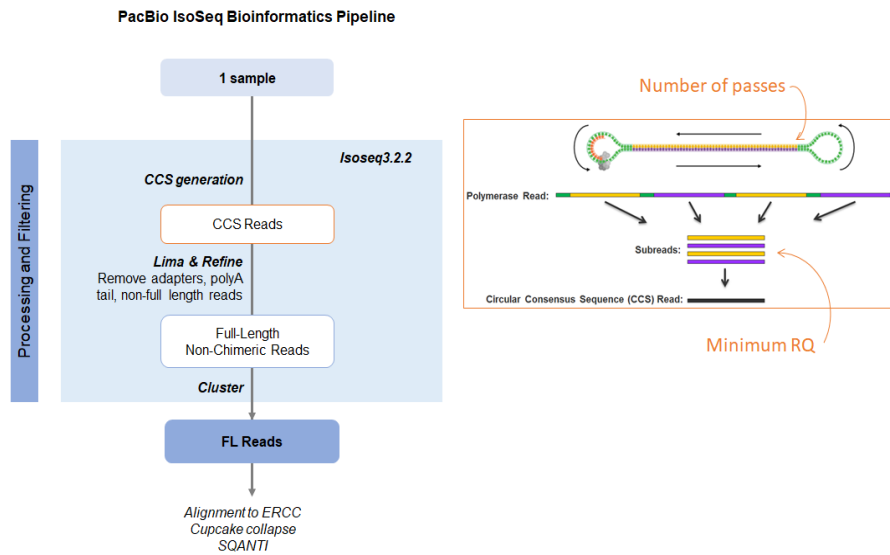 PacBio IsoSeq Bioinformatics Pipeline
1 sample
Processing and Filtering
Isoseq3.2.2
CCS generation
CCS Reads
Lima & Refine
Remove adapters, polyA
tail, non-full length reads
Full-Length
Non-Chimeric Reads
Cluster
FL Reads
Alignment to ERCC
Cupcake collapse
SQANTI
Number of passes
Polymerase Read:
Subreads:
Circular Consensus Sequence (CCS) Read:
Minimum RQ